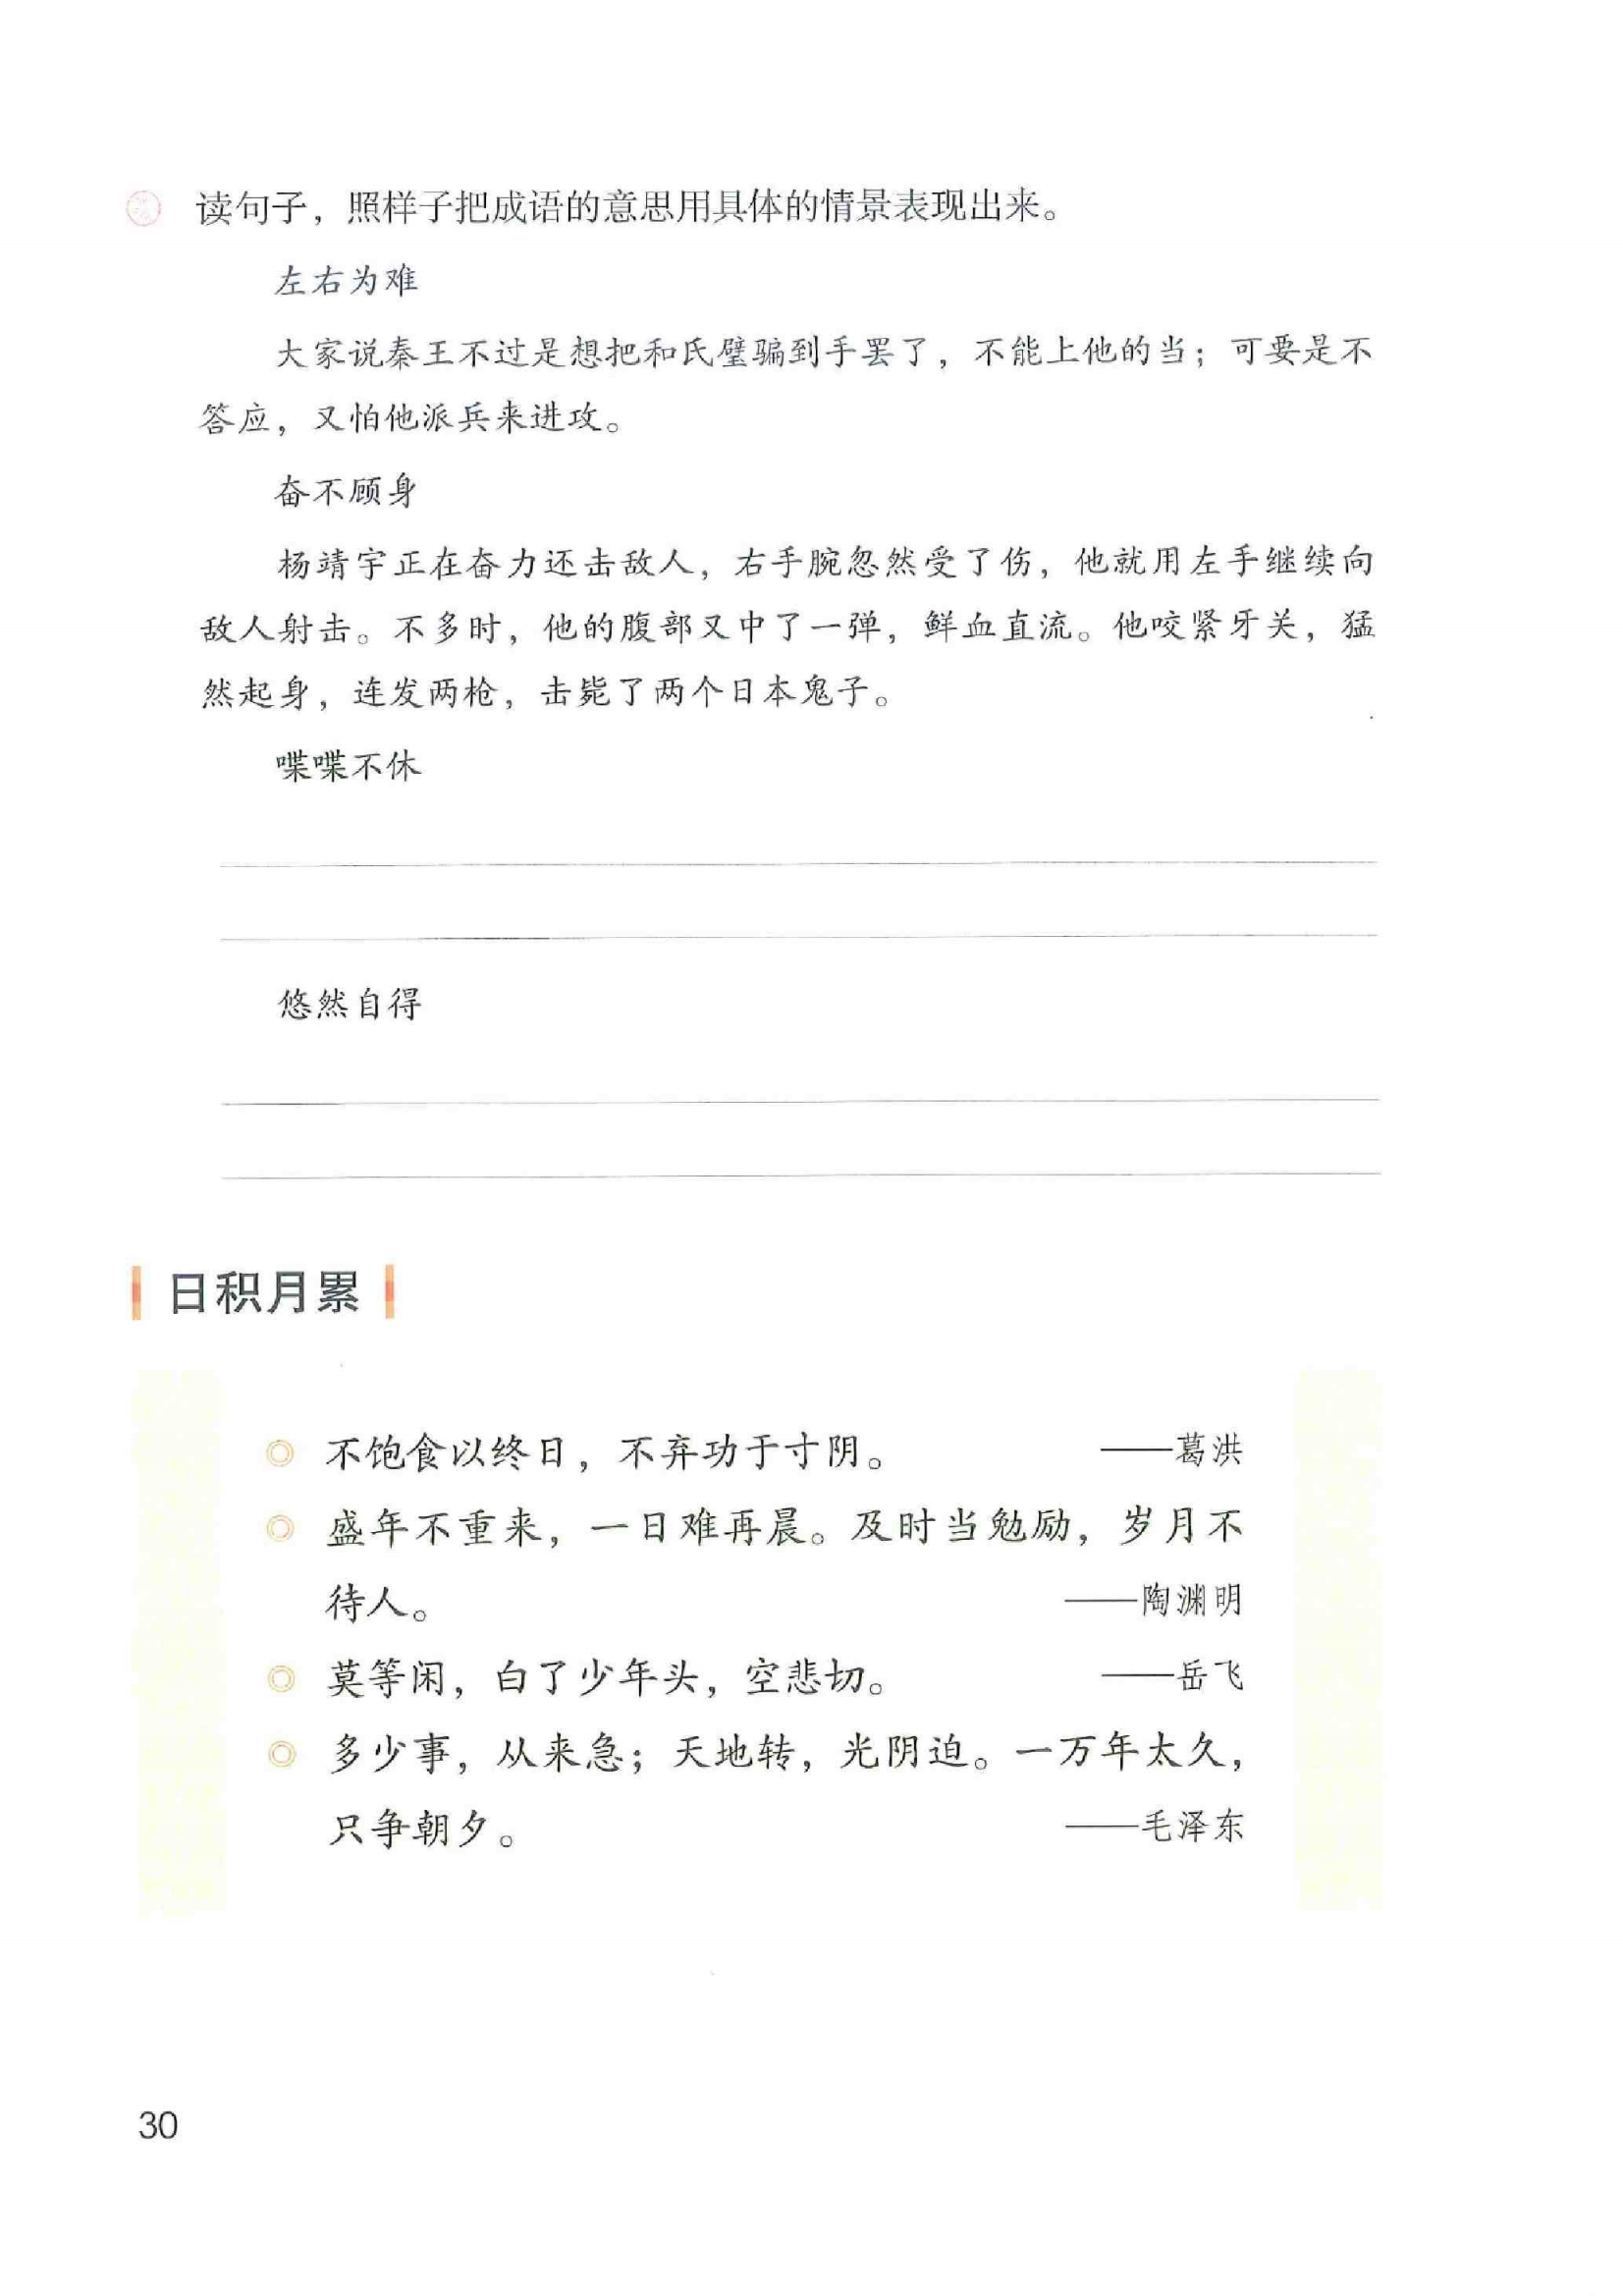 读句子，照样子把成语的意思用具体的情景表现出来。
左右为难
大家说秦王不过是想把和氏璧骗到手罢了，不能上他的当；可要是不
答应，又怕他派兵来进攻。
奋不顾身
杨靖宇正在奋力还击敌人，右手腕忽然受了伤，他就用左手继续向
敌人射击。不多时，他的腹部又中了一弹，鲜血直流。他咬紧牙关，猛
然起身，连发两枪，击毙了两个日本鬼子。
喋喋不休
悠然自得
日积月累
◎ 不饱食以终日，不弃功于寸阴。 ——葛洪
◎ 盛年不重来，一日难再晨。及时当勉励，岁月不
待人。 ——陶渊明
◎ 莫等闲，白了少年头，空悲切。 ——岳飞
◎ 多少事，从来急；天地转，光阴迫。一万年太久，
只争朝夕。 ——毛泽东
30